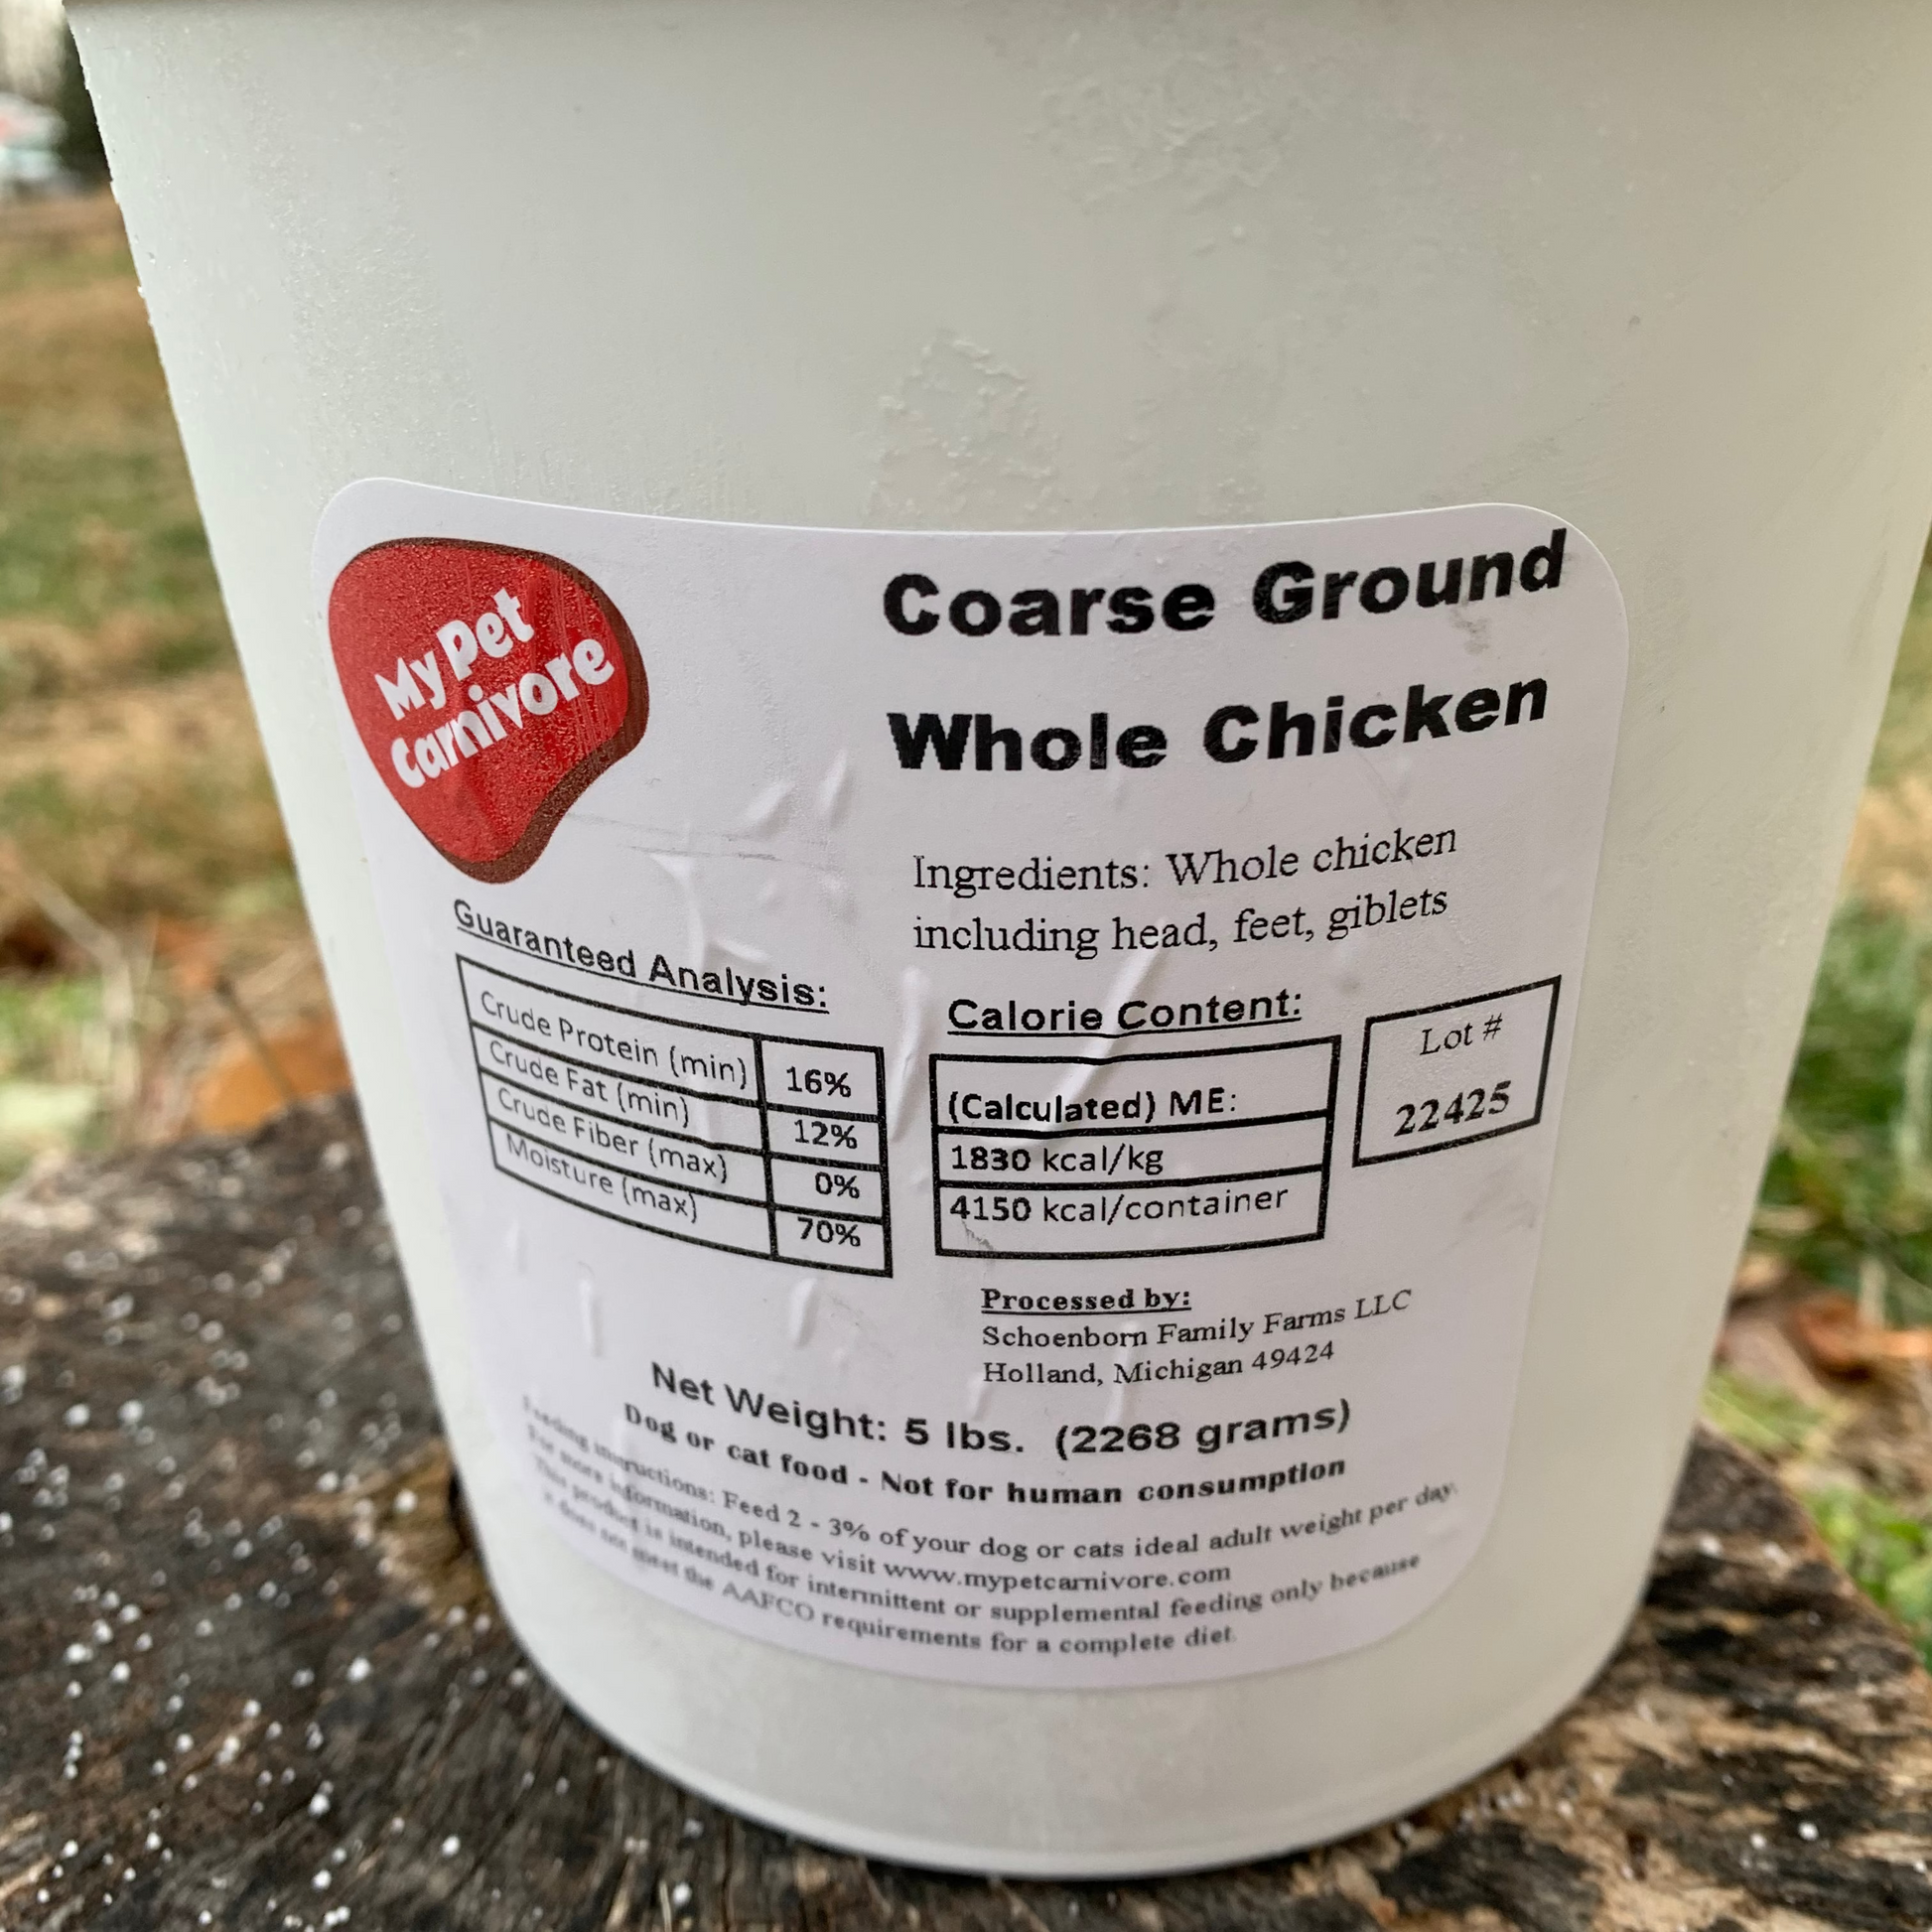 My Pet
Carnivore
Coarse Ground
Whole Chicken
Ingredients: Whole chicken
including head, feet, giblets
Guaranteed Analysis:
Crude Protein (min) 16%
Crude Fat (min) 12%
Crude Fiber (max) 0%
Moisture (max) 70%
Calorie Content:
(Calculated) ME:
1830 kcal/kg
4150 kcal/container
Lot #
22425
Processed by:
Schoenborn Family Farms LLC
Holland, Michigan 49424
Net Weight: 5 lbs. (2268 grams)
Dog or cat food - Not for human consumption
Feeding instructions: Feed 2 - 3% of your dog or cats ideal adult weight per day.
For more information, please visit www.mypetcarnivore.com
This product is intended for intermittent or supplemental feeding only because
it does not meet the AAFCO requirements for a complete diet.